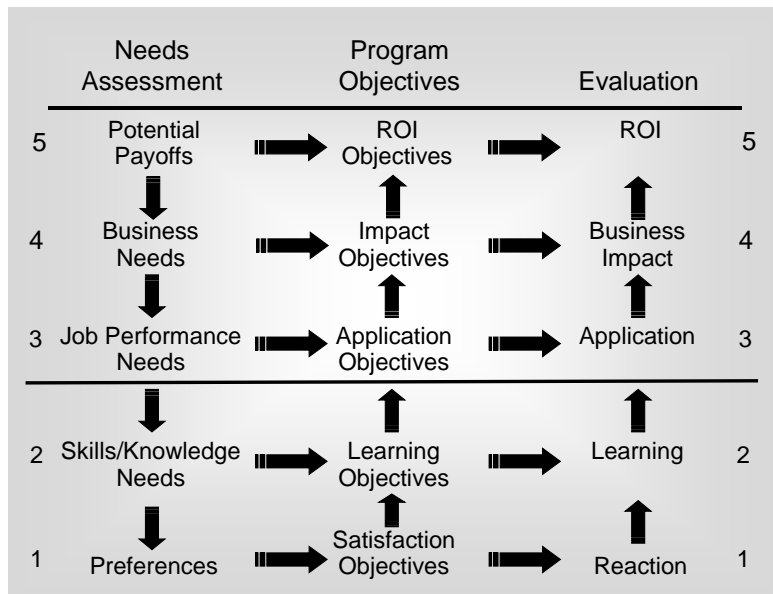 Needs Assessment
Program Objectives
Evaluation
5
Potential Payoffs
ROI Objectives
ROI
5
4
Business Needs
Impact Objectives
Business Impact
4
3
Job Performance Needs
Application Objectives
Application
3
2
Skills/Knowledge Needs
Learning Objectives
Learning
2
1
Preferences
Satisfaction Objectives
Reaction
1